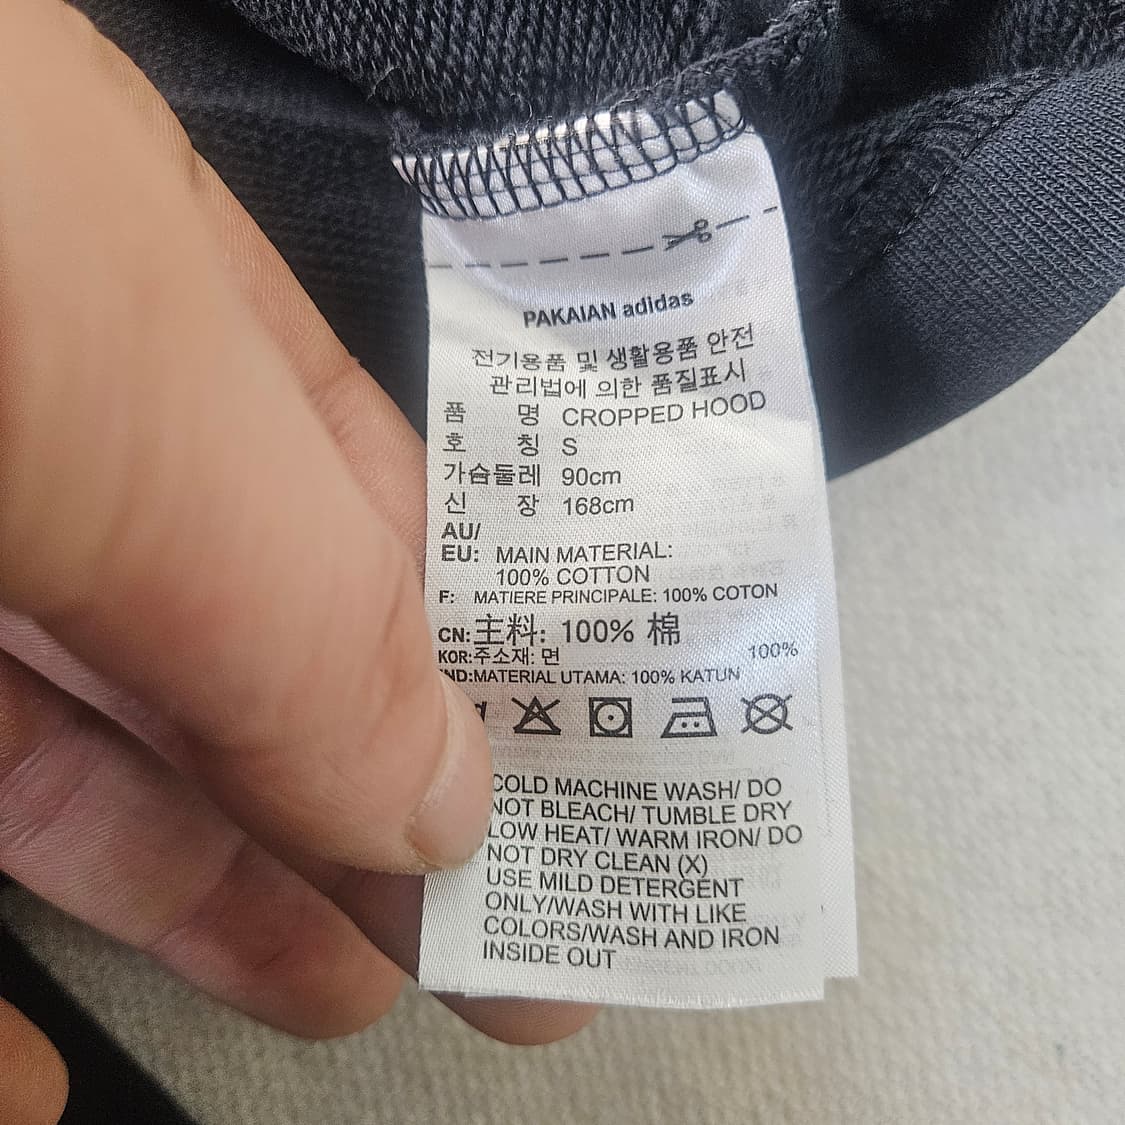 PAKAIAN adidas
전기용품 및 생활용품 안전
관리법에 의한 품질표시
품 명 CROPPED HOOD
호 칭 S
가슴둘레 90cm
신 장 168cm
AU/
EU: MAIN MATERIAL:
100% COTTON
F: MATIERE PRINCIPALE: 100% COTON
CN:主料: 100% 棉
KOR:주소재: 면 100%
IND:MATERIAL UTAMA: 100% KATUN
COLD MACHINE WASH/ DO
NOT BLEACH/ TUMBLE DRY
LOW HEAT/ WARM IRON/ DO
NOT DRY CLEAN (X)
USE MILD DETERGENT
ONLY/WASH WITH LIKE
COLORS/WASH AND IRON
INSIDE OUT